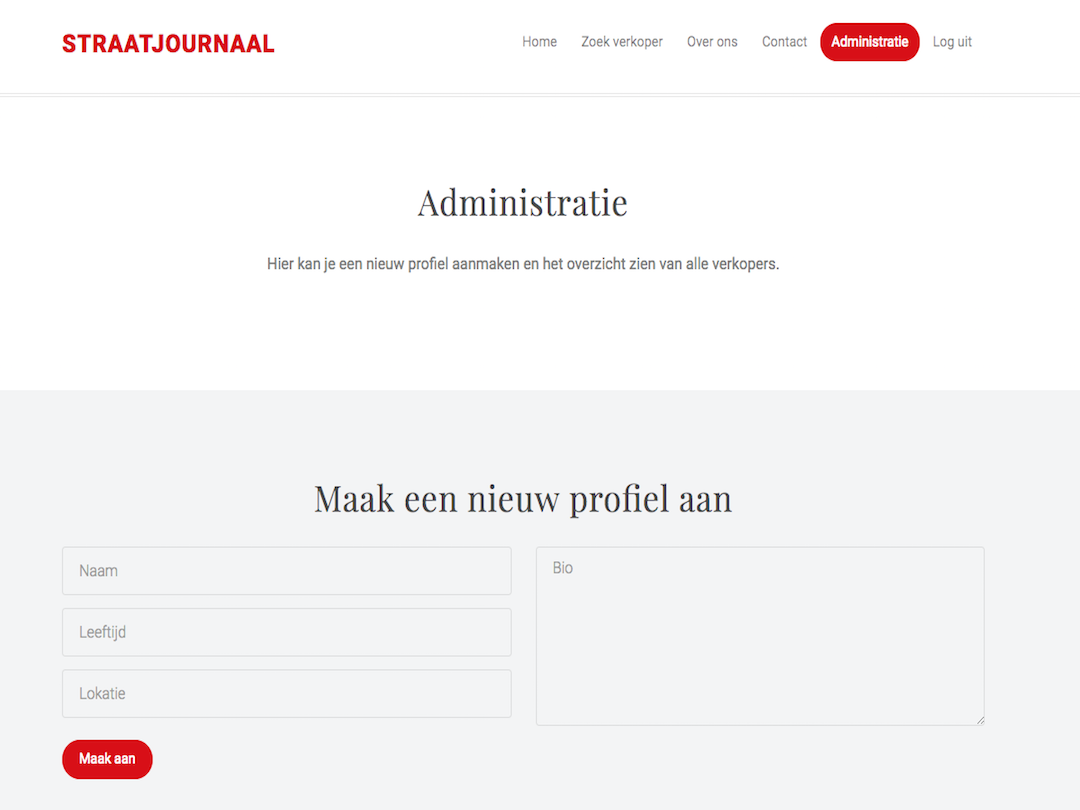 STRAATJOURNAAL
Home Zoek verkoper Over ons Contact Administratie Log uit
Administratie
Hier kan je een nieuw profiel aanmaken en het overzicht zien van alle verkopers.
Maak een nieuw profiel aan
Naam
Leeftijd
Lokatie
Bio
Maak aan